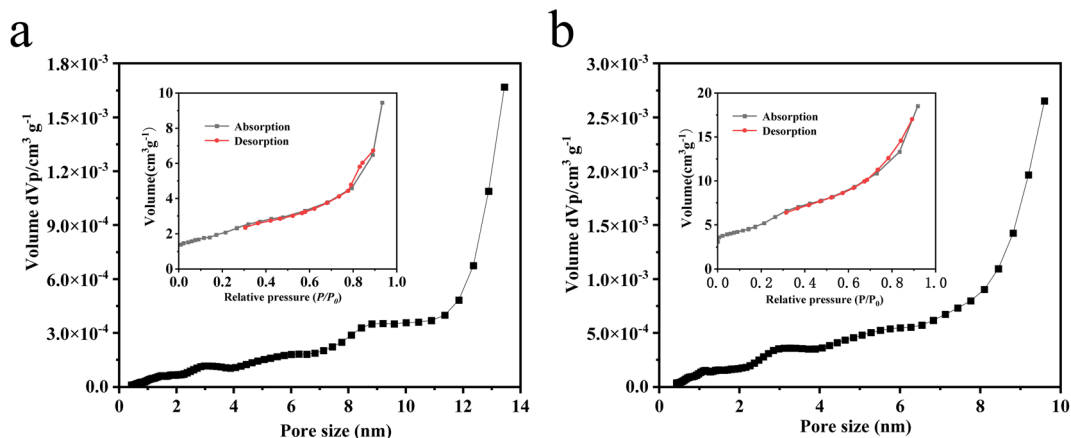 a
Volume dVp/cm³ g⁻¹
1.8×10⁻³
1.5×10⁻³
1.2×10⁻³
9.0×10⁻⁴
6.0×10⁻⁴
3.0×10⁻⁴
0.0
0 2 4 6 8 10 12 14
Pore size (nm)
Volume(cm³g⁻¹)
10
8
6
4
2
0
Absorption
Desorption
0.0 0.2 0.4 0.6 0.8 1.0
Relative pressure (P/P₀)
b
Volume dVp/cm³ g⁻¹
3.0×10⁻³
2.5×10⁻³
2.0×10⁻³
1.5×10⁻³
1.0×10⁻³
5.0×10⁻⁴
0.0
0 2 4 6 8 10
Pore size (nm)
Volume(cm³g⁻¹)
20
15
10
5
0
Absorption
Desorption
0.0 0.2 0.4 0.6 0.8 1.0
Relative pressure (P/P₀)